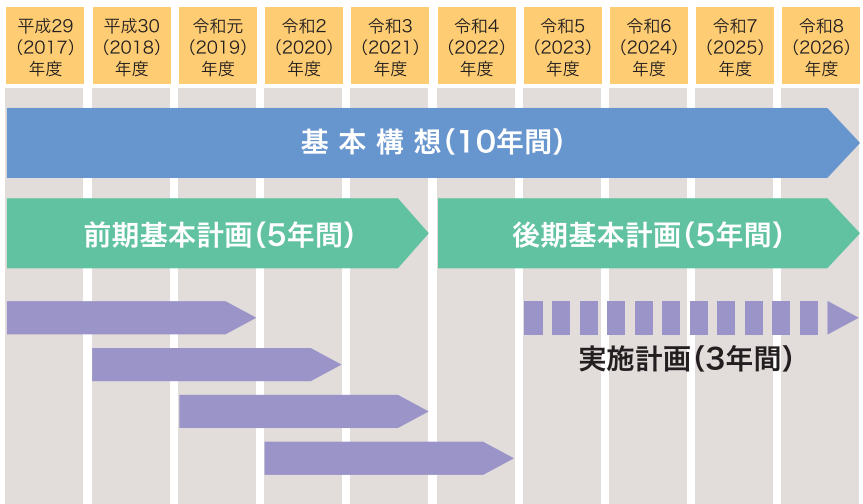 平成29
(2017)
年度
平成30
(2018)
年度
令和元
(2019)
年度
令和2
(2020)
年度
令和3
(2021)
年度
令和4
(2022)
年度
令和5
(2023)
年度
令和6
(2024)
年度
令和7
(2025)
年度
令和8
(2026)
年度
基本構想(10年間)
前期基本計画(5年間)
後期基本計画(5年間)
実施計画(3年間)